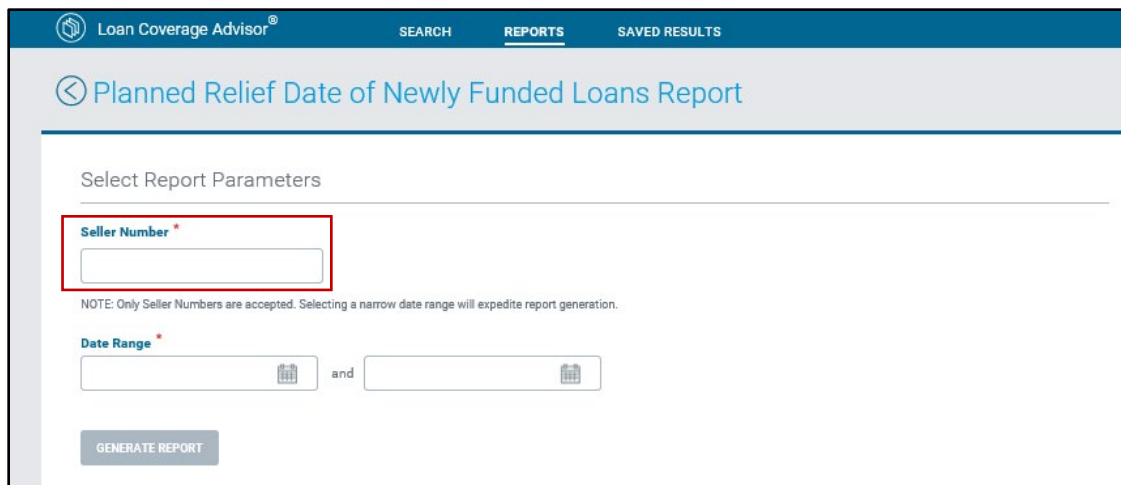 Loan Coverage Advisor®
SEARCH
REPORTS
SAVED RESULTS
Planned Relief Date of Newly Funded Loans Report
Select Report Parameters
Seller Number *
NOTE: Only Seller Numbers are accepted. Selecting a narrow date range will expedite report generation.
Date Range *
and
GENERATE REPORT